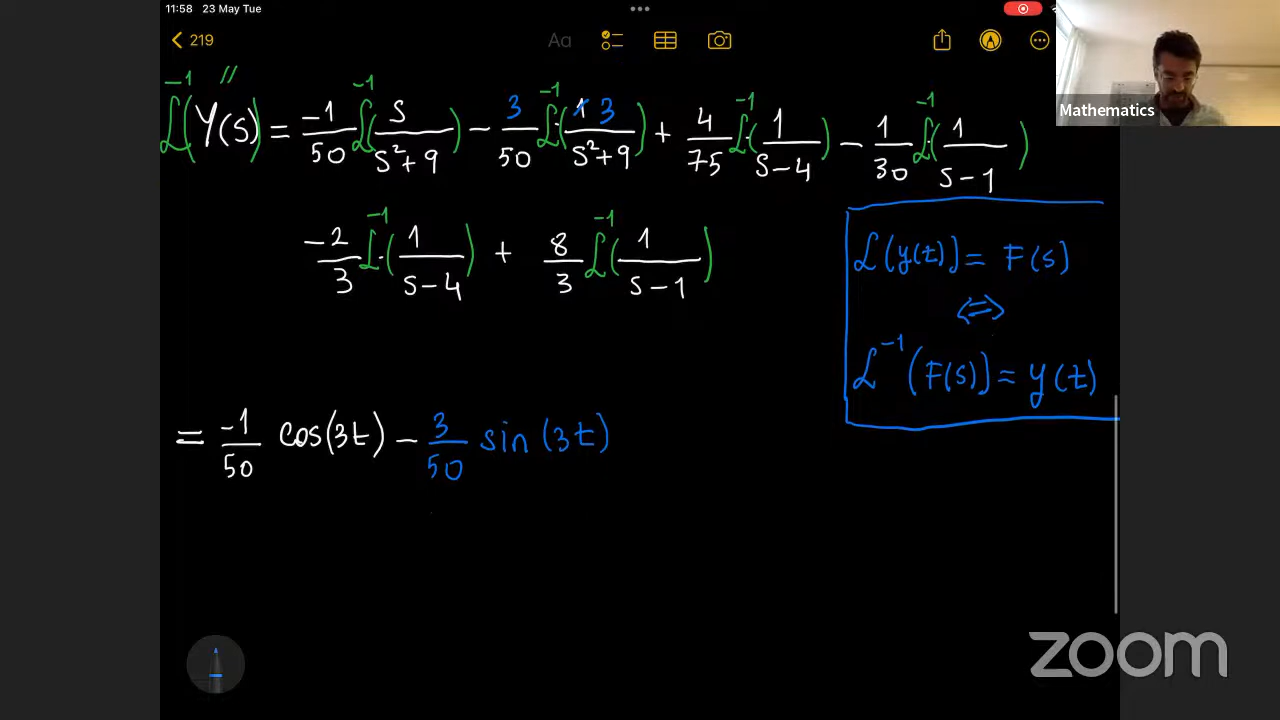 11:58 23 May Tue
219
Aa
Mathematics
ℒ⁻¹(Y(s)) = -1/50 ℒ⁻¹(s/(s²+9)) - 3/50 ℒ⁻¹(1 3/(s²+9)) + 4/75 ℒ⁻¹(1/(s-4)) - 1/30 ℒ⁻¹(1/(s-1))
-2/3 ℒ⁻¹(1/(s-4)) + 8/3 ℒ⁻¹(1/(s-1))
ℒ(y(t)) = F(s)
⇔
ℒ⁻¹(F(s)) = y(t)
= -1/50 cos(3t) - 3/50 sin(3t)
zoom